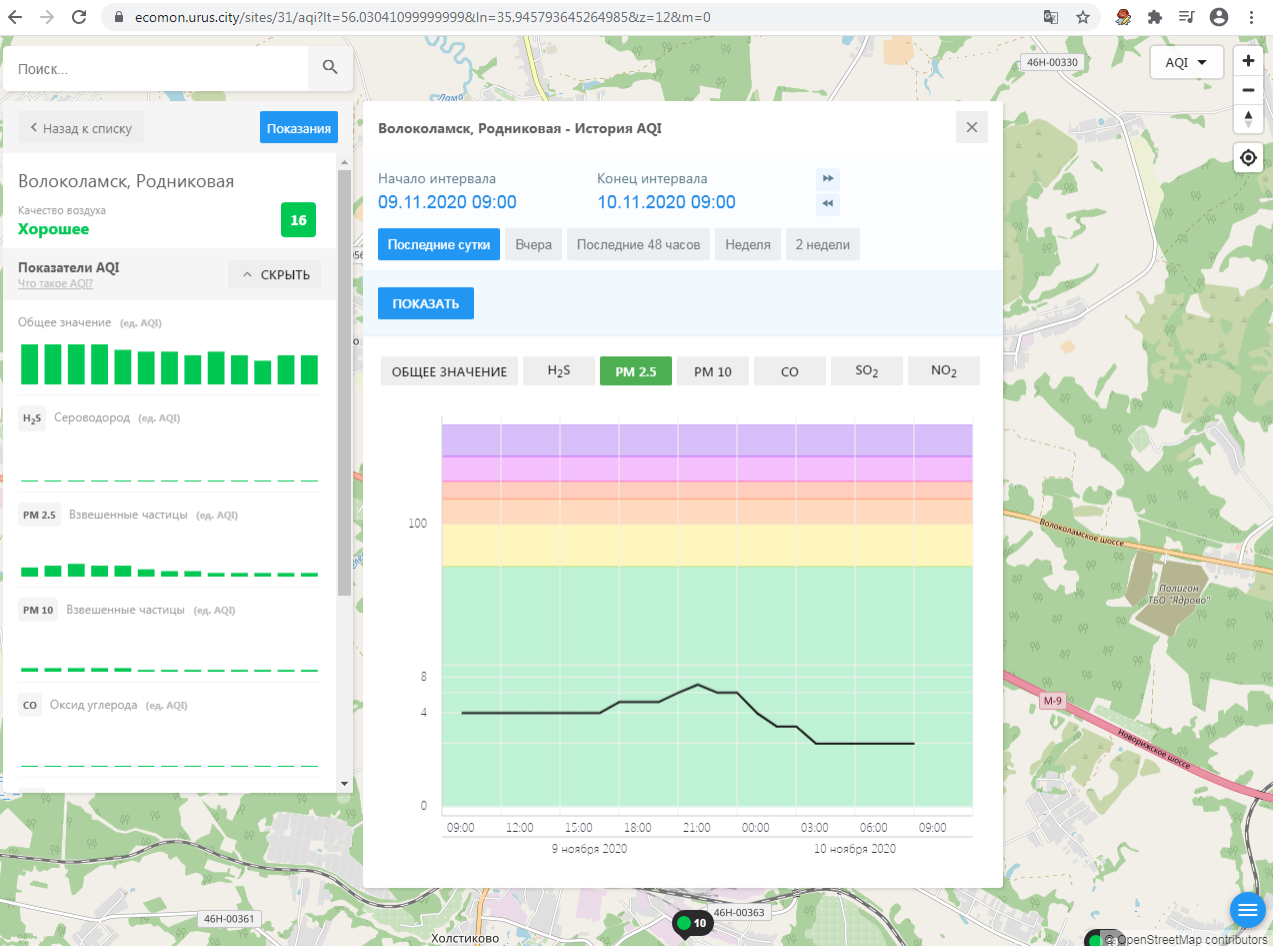 ecomon.urus.city/sites/31/aqi?lt=56.03041099999999&ln=35.945793645264985&z=12&m=0
Поиск...
46Н-00330
AQI
Назад к списку
Показания
Волоколамск, Родниковая - История AQI
Волоколамск, Родниковая
Качество воздуха
Хорошее
16
Начало интервала
Конец интервала
09.11.2020 09:00
10.11.2020 09:00
Последние сутки
Вчера
Последние 48 часов
Неделя
2 недели
Показатели AQI
Что такое AQI?
СКРЫТЬ
ПОКАЗАТЬ
Общее значение (ед. AQI)
ОБЩЕЕ ЗНАЧЕНИЕ
H2S
PM 2.5
PM 10
CO
SO2
NO2
H2S Сероводород (ед. AQI)
PM 2.5 Взвешенные частицы (ед. AQI)
PM 10 Взвешенные частицы (ед. AQI)
CO Оксид углерода (ед. AQI)
100
8
4
0
09:00 12:00 15:00 18:00 21:00 00:00 03:00 06:00 09:00
9 ноября 2020
10 ноября 2020
Волоколамское шоссе
Полигон
ТБО "Ядрово"
М-9
Новорижское шоссе
46Н-00361
46Н-00363
10
Холстиково
© OpenStreetMap contributors